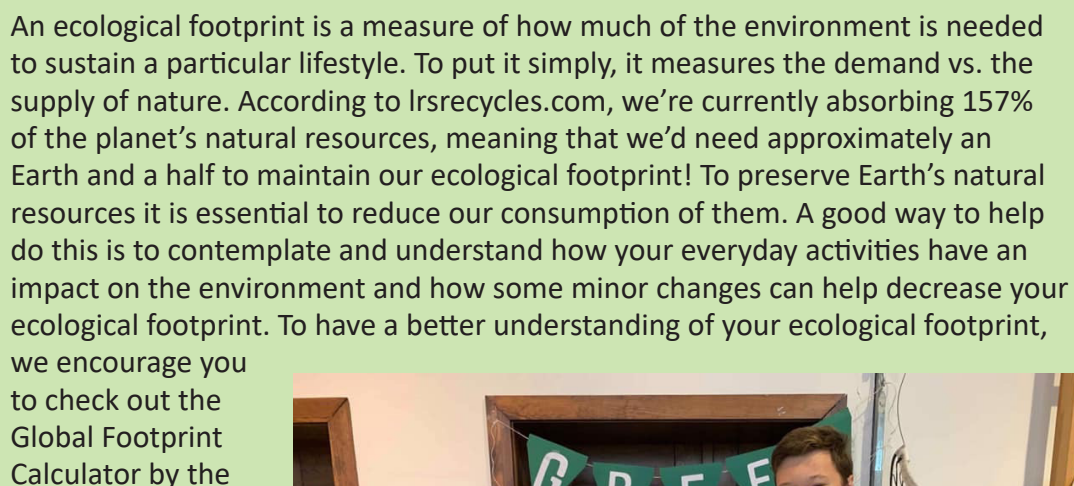 An ecological footprint is a measure of how much of the environment is needed
to sustain a particular lifestyle. To put it simply, it measures the demand vs. the
supply of nature. According to lrsrecycles.com, we're currently absorbing 157%
of the planet's natural resources, meaning that we'd need approximately an
Earth and a half to maintain our ecological footprint! To preserve Earth's natural
resources it is essential to reduce our consumption of them. A good way to help
do this is to contemplate and understand how your everyday activities have an
impact on the environment and how some minor changes can help decrease your
ecological footprint. To have a better understanding of your ecological footprint,
we encourage you
to check out the
Global Footprint
Calculator by the
G R E E